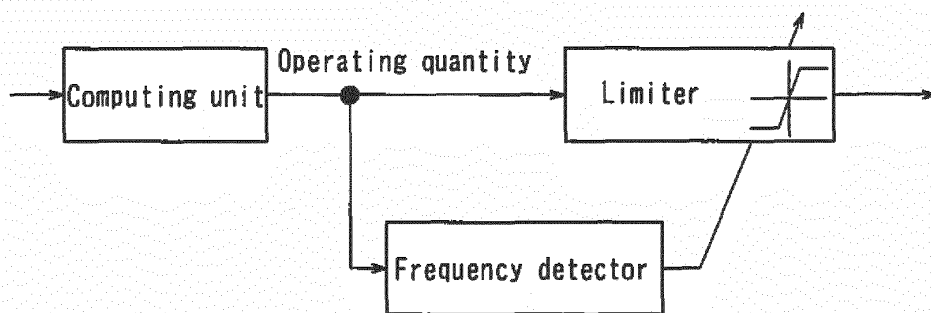 Operating quantity
Computing unit
Limiter
Frequency detector